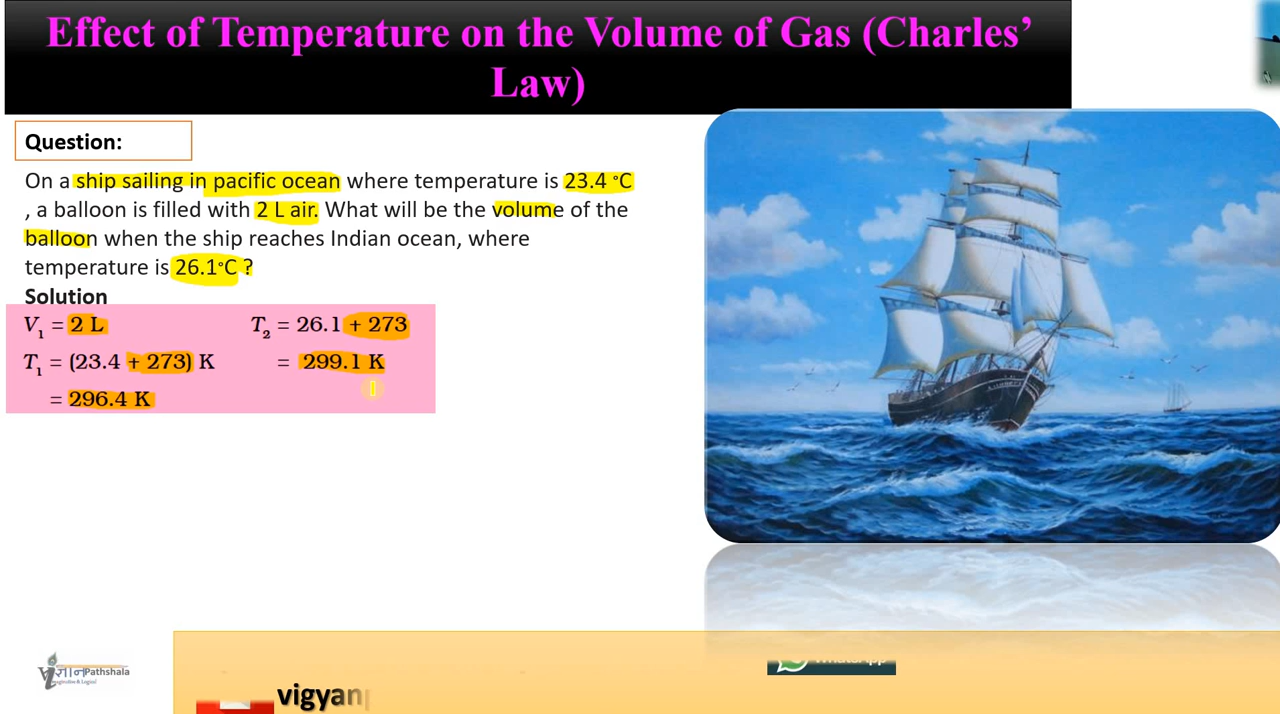 Effect of Temperature on the Volume of Gas (Charles’
Law)
Question:
On a ship sailing in pacific ocean where temperature is 23.4 °C
, a balloon is filled with 2 L air. What will be the volume of the
balloon when the ship reaches Indian ocean, where
temperature is 26.1°C ?
Solution
V₁ = 2 L
T₂ = 26.1 + 273
T₁ = (23.4 + 273) K
= 299.1 K
= 296.4 K
Pathshala
vigyan